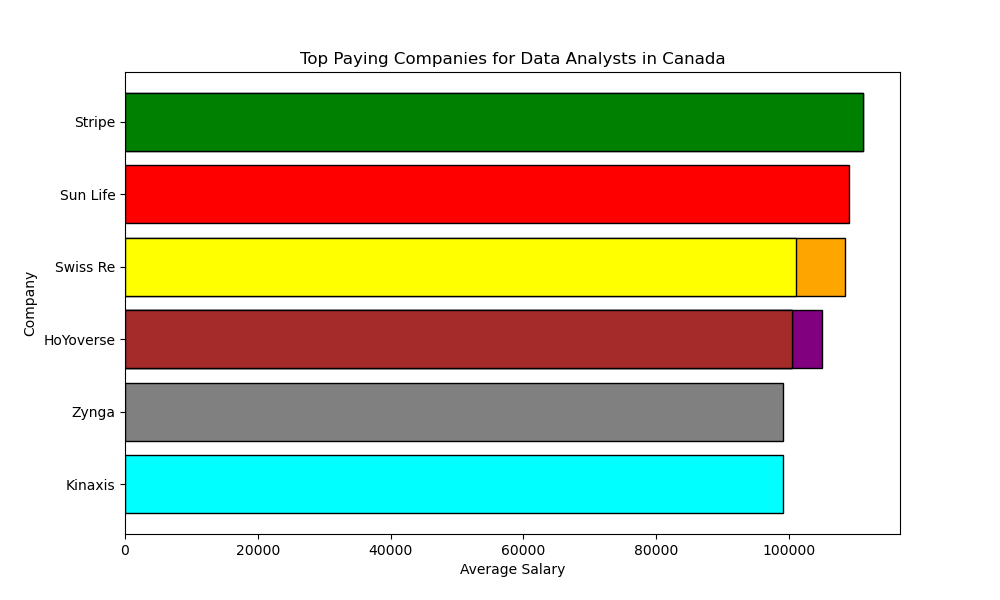 Top Paying Companies for Data Analysts in Canada
Company
Stripe
Sun Life
Swiss Re
HoYoverse
Zynga
Kinaxis
0 20000 40000 60000 80000 100000
Average Salary